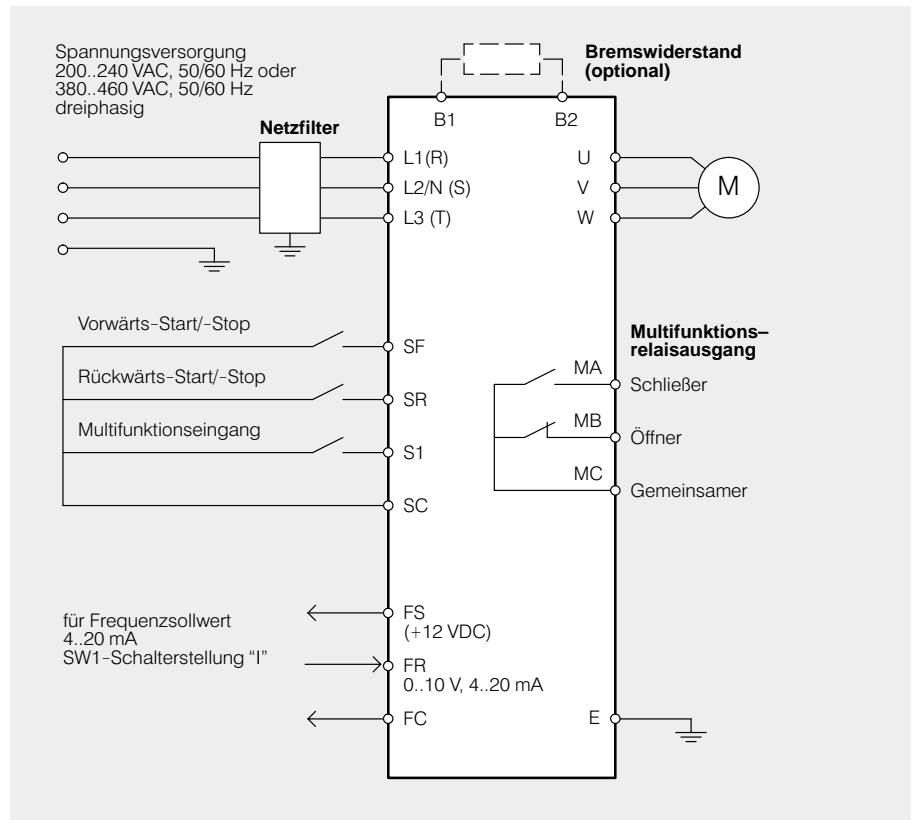 Spannungsversorgung
200..240 VAC, 50/60 Hz oder
380..460 VAC, 50/60 Hz
dreiphasig
Netzfilter
Bremswiderstand
(optional)
B1
B2
L1(R)
L2/N (S)
L3 (T)
U
V
W
M
Vorwärts-Start/-Stop
SF
Rückwärts-Start/-Stop
SR
Multifunktionseingang
S1
SC
Multifunktions–
relaisausgang
MA
Schließer
MB
Öffner
MC
Gemeinsamer
für Frequenzsollwert
4..20 mA
SW1-Schalterstellung “I”
FS
(+12 VDC)
FR
0..10 V, 4..20 mA
FC
E